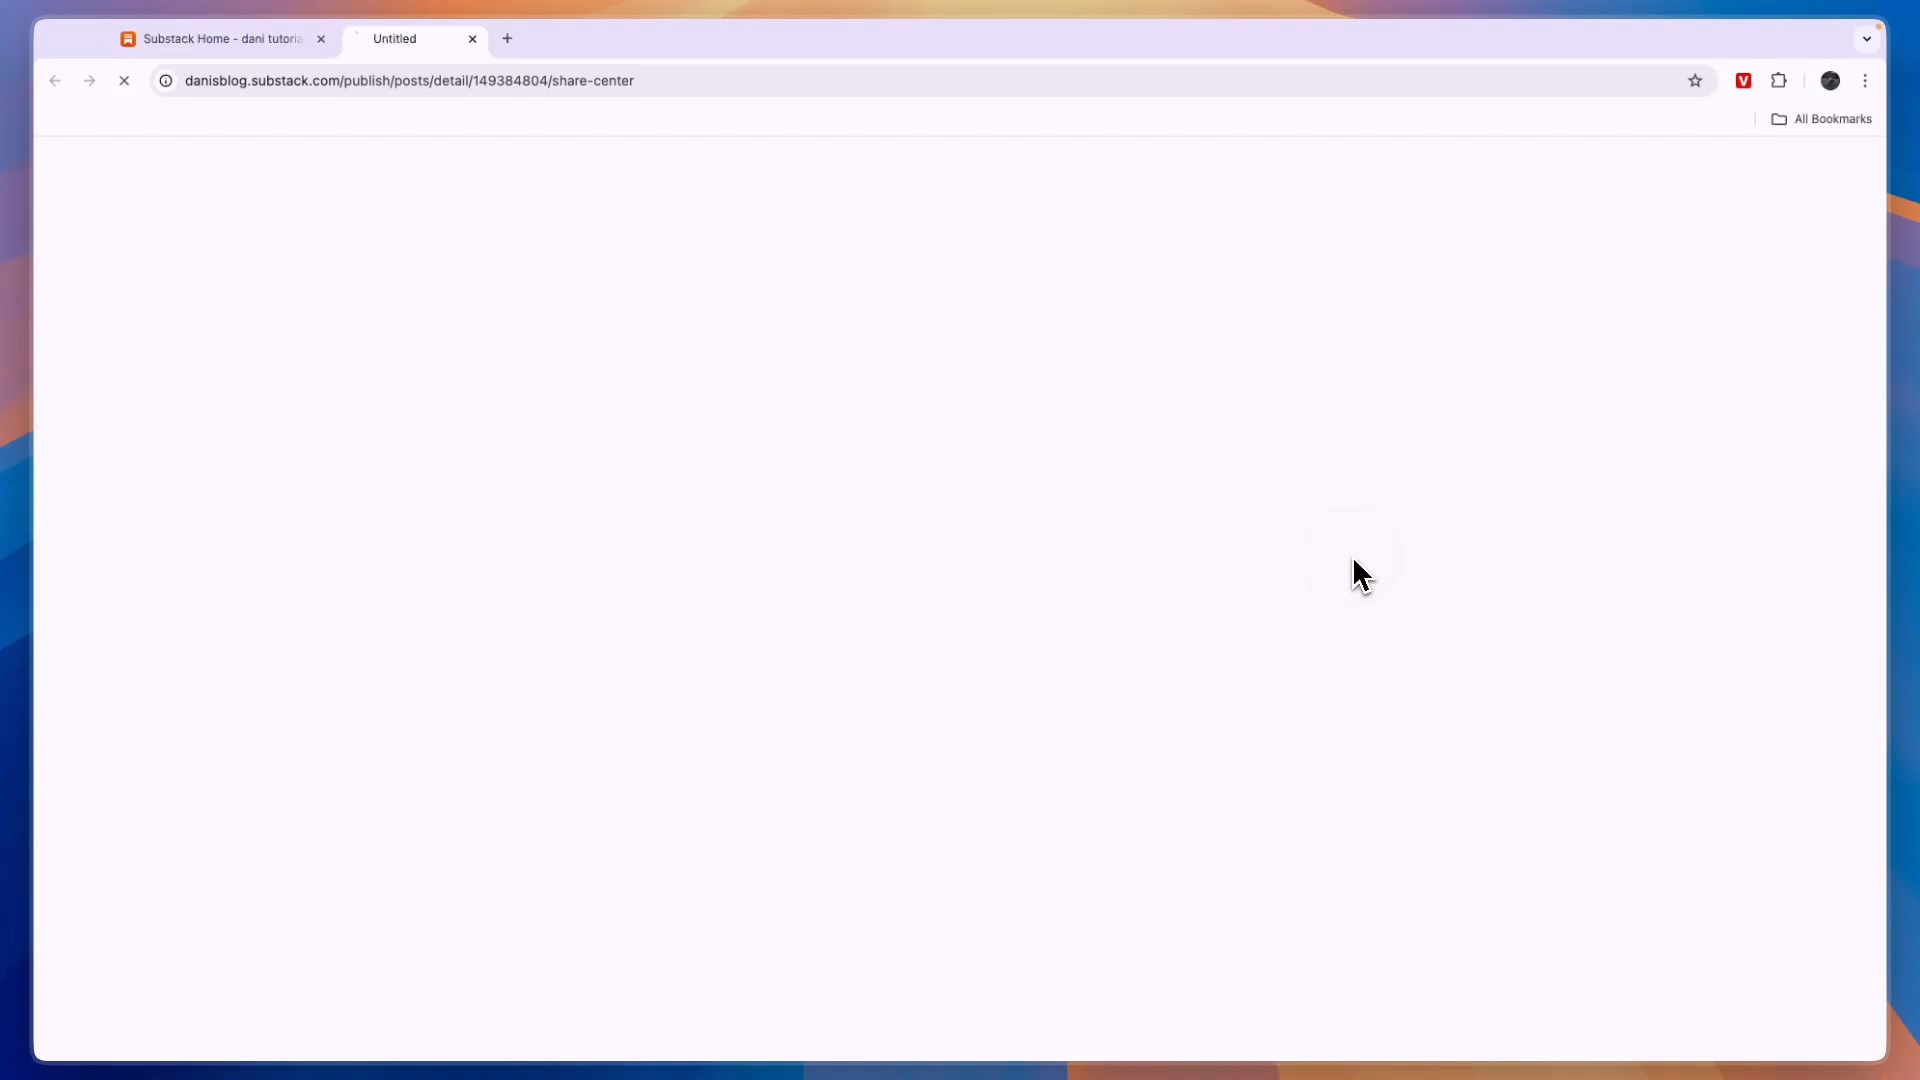 Substack Home - dani tutoria
Untitled
danisblog.substack.com/publish/posts/detail/149384804/share-center
V
All Bookmarks